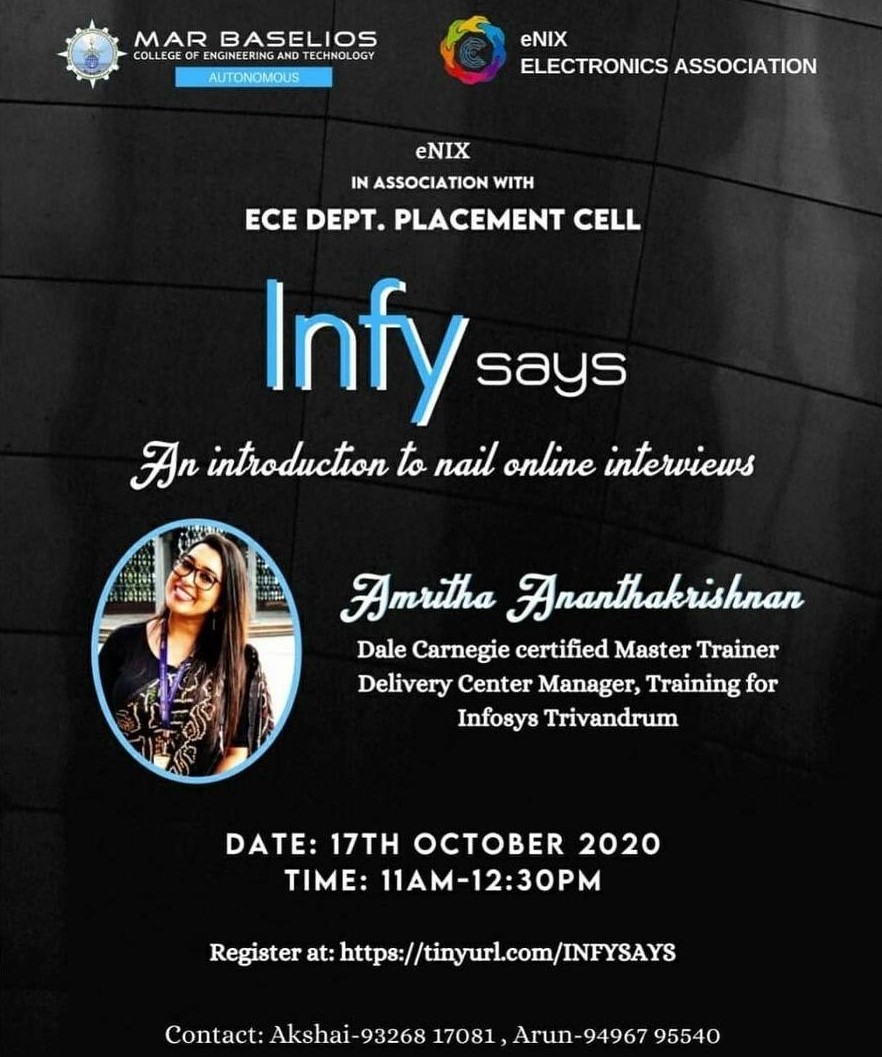 MAR BASELIOS
COLLEGE OF ENGINEERING AND TECHNOLOGY
AUTONOMOUS
eNIX
ELECTRONICS ASSOCIATION
eNIX
IN ASSOCIATION WITH
ECE DEPT. PLACEMENT CELL
Infy says
An introduction to nail online interviews
Amritha Ananthakrishnan
Dale Carnegie certified Master Trainer
Delivery Center Manager, Training for
Infosys Trivandrum
DATE: 17TH OCTOBER 2020
TIME: 11AM-12:30PM
Register at: https://tinyurl.com/INFYSAYS
Contact: Akshai-93268 17081 , Arun-94967 95540